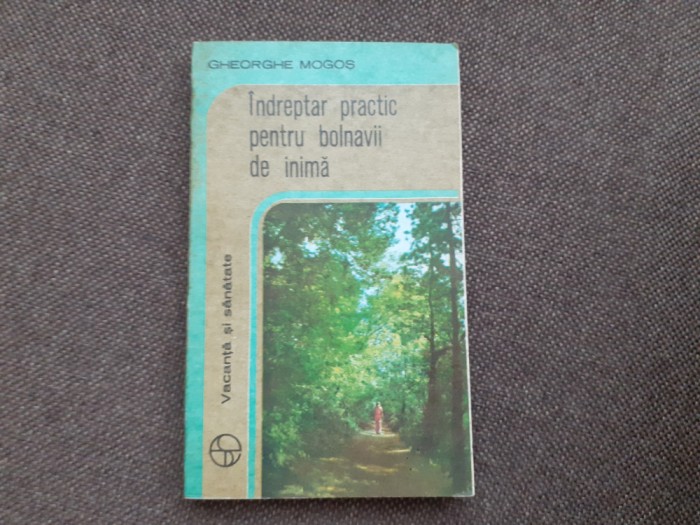 GHEORGHE MOGOȘ
Îndreptar practic
pentru bolnavii
de inimă
Vacanță și sănătate